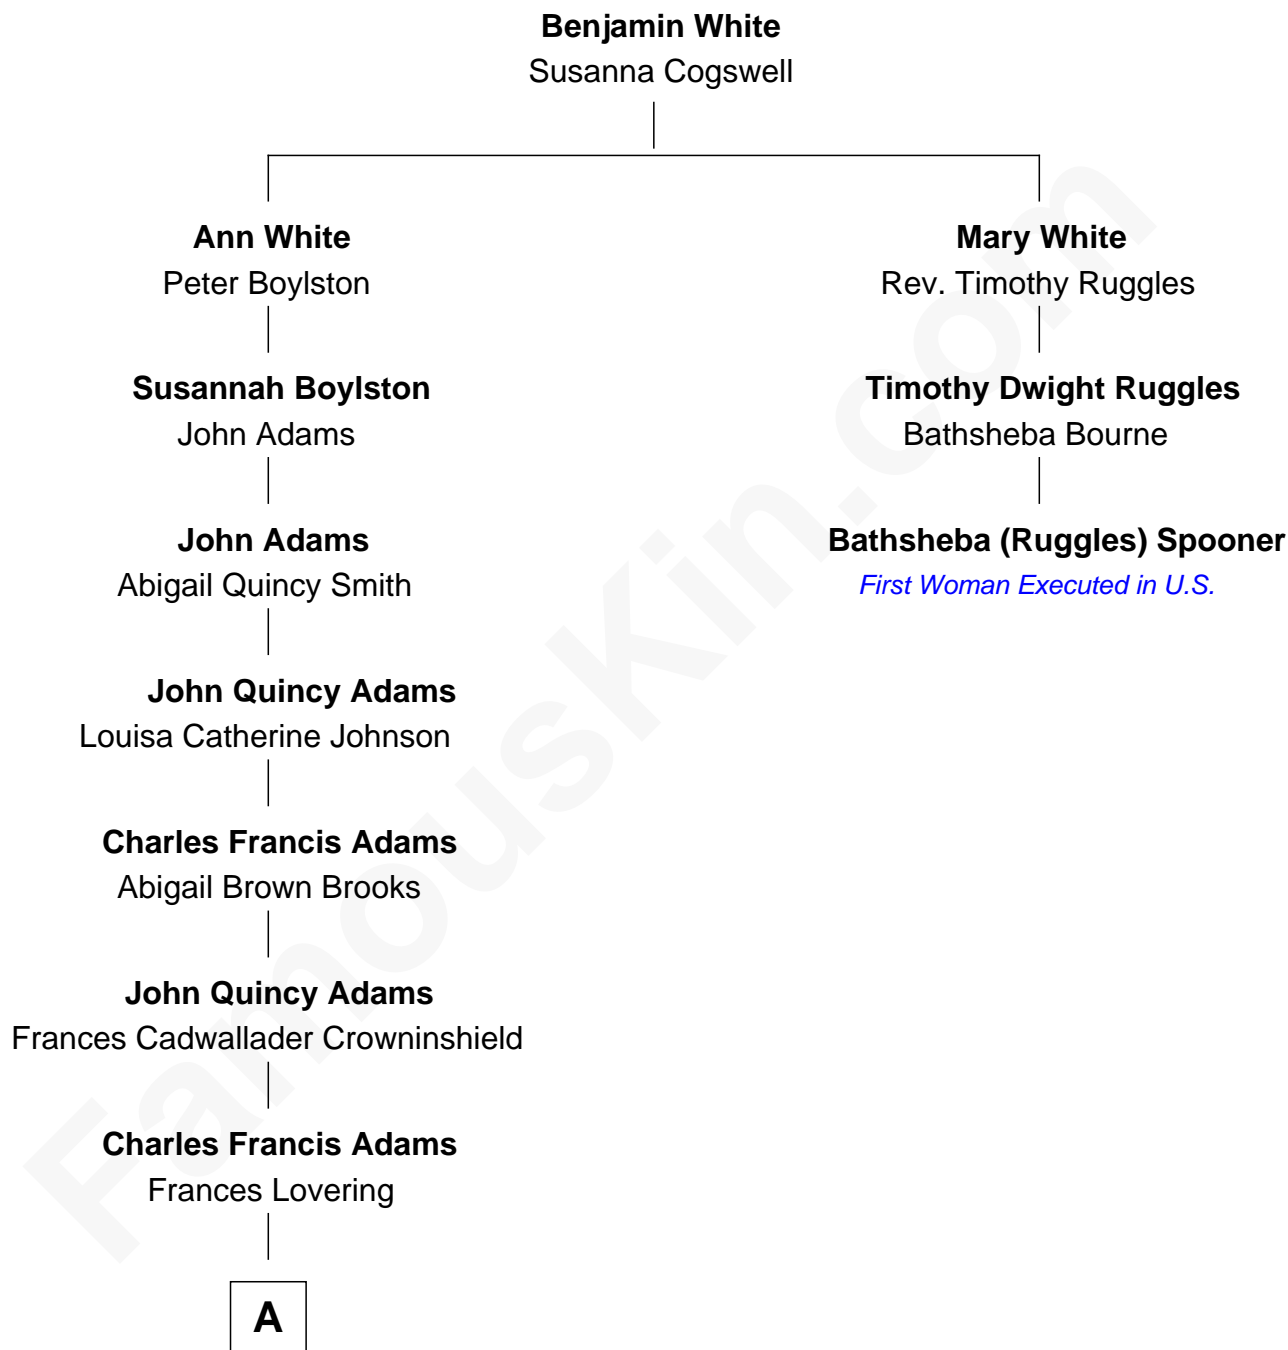 Benjamin White
Susanna Cogswell
Ann White
Peter Boylston
Mary White
Rev. Timothy Ruggles
Susannah Boylston
John Adams
Timothy Dwight Ruggles
Bathsheba Bourne
John Adams
Abigail Quincy Smith
Bathsheba (Ruggles) Spooner
First Woman Executed in U.S.
John Quincy Adams
Louisa Catherine Johnson
Charles Francis Adams
Abigail Brown Brooks
John Quincy Adams
Frances Cadwallader Crowninshield
Charles Francis Adams
Frances Lovering
A
FamousKin.com